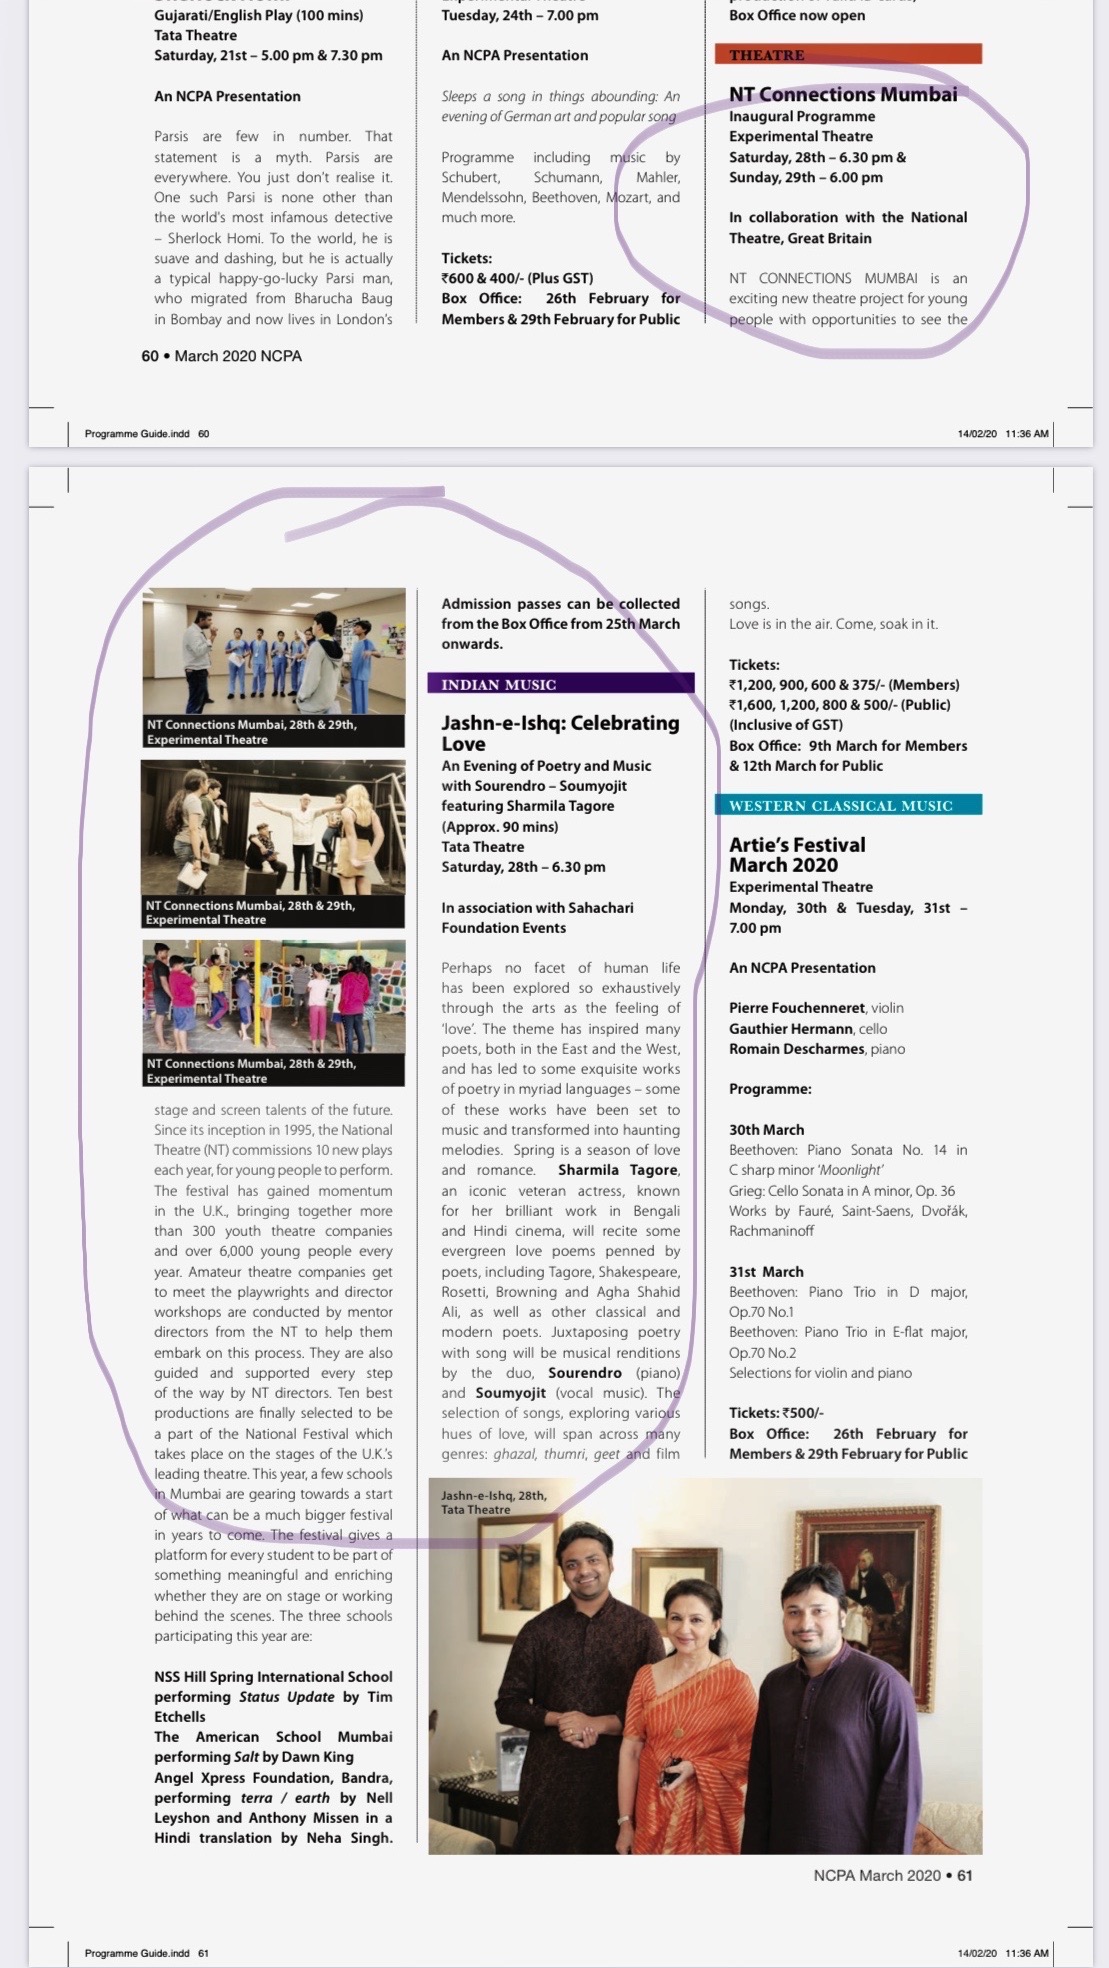 Gujarati/English Play (100 mins)
Tata Theatre
Saturday, 21st – 5.00 pm & 7.30 pm
An NCPA Presentation
Parsis are few in number. That
statement is a myth. Parsis are
everywhere. You just don't realise it.
One such Parsi is none other than
the world's most infamous detective
– Sherlock Homi. To the world, he is
suave and dashing, but he is actually
a typical happy-go-lucky Parsi man,
who migrated from Bharucha Baug
in Bombay and now lives in London's
Tuesday, 24th – 7.00 pm
An NCPA Presentation
Sleeps a song in things abounding: An
evening of German art and popular song
Programme including music by
Schubert, Schumann, Mahler,
Mendelssohn, Beethoven, Mozart, and
much more.
Tickets:
₹600 & 400/- (Plus GST)
Box Office: 26th February for
Members & 29th February for Public
Box Office now open
THEATRE
NT Connections Mumbai
Inaugural Programme
Experimental Theatre
Saturday, 28th – 6.30 pm &
Sunday, 29th – 6.00 pm
In collaboration with the National
Theatre, Great Britain
NT CONNECTIONS MUMBAI is an
exciting new theatre project for young
people with opportunities to see the
60 • March 2020 NCPA
Programme Guide.indd 60
14/02/20 11:36 AM
NT Connections Mumbai, 28th & 29th,
Experimental Theatre
NT Connections Mumbai, 28th & 29th,
Experimental Theatre
NT Connections Mumbai, 28th & 29th,
Experimental Theatre
stage and screen talents of the future.
Since its inception in 1995, the National
Theatre (NT) commissions 10 new plays
each year, for young people to perform.
The festival has gained momentum
in the U.K., bringing together more
than 300 youth theatre companies
and over 6,000 young people every
year. Amateur theatre companies get
to meet the playwrights and director
workshops are conducted by mentor
directors from the NT to help them
embark on this process. They are also
guided and supported every step
of the way by NT directors. Ten best
productions are finally selected to be
a part of the National Festival which
takes place on the stages of the U.K.'s
leading theatre. This year, a few schools
in Mumbai are gearing towards a start
of what can be a much bigger festival
in years to come. The festival gives a
platform for every student to be part of
something meaningful and enriching
whether they are on stage or working
behind the scenes. The three schools
participating this year are:
NSS Hill Spring International School
performing Status Update by Tim
Etchells
The American School Mumbai
performing Salt by Dawn King
Angel Xpress Foundation, Bandra,
performing terra / earth by Nell
Leyshon and Anthony Missen in a
Hindi translation by Neha Singh.
Admission passes can be collected
from the Box Office from 25th March
onwards.
INDIAN MUSIC
Jashn-e-Ishq: Celebrating
Love
An Evening of Poetry and Music
with Sourendro – Soumyojit
featuring Sharmila Tagore
(Approx. 90 mins)
Tata Theatre
Saturday, 28th – 6.30 pm
In association with Sahachari
Foundation Events
Perhaps no facet of human life
has been explored so exhaustively
through the arts as the feeling of
'love'. The theme has inspired many
poets, both in the East and the West,
and has led to some exquisite works
of poetry in myriad languages – some
of these works have been set to
music and transformed into haunting
melodies. Spring is a season of love
and romance. Sharmila Tagore,
an iconic veteran actress, known
for her brilliant work in Bengali
and Hindi cinema, will recite some
evergreen love poems penned by
poets, including Tagore, Shakespeare,
Rosetti, Browning and Agha Shahid
Ali, as well as other classical and
modern poets. Juxtaposing poetry
with song will be musical renditions
by the duo, Sourendro (piano)
and Soumyojit (vocal music). The
selection of songs, exploring various
hues of love, will span across many
genres: ghazal, thumri, geet and film
songs.
Love is in the air. Come, soak in it.
Tickets:
₹1,200, 900, 600 & 375/- (Members)
₹1,600, 1,200, 800 & 500/- (Public)
(Inclusive of GST)
Box Office: 9th March for Members
& 12th March for Public
WESTERN CLASSICAL MUSIC
Artie's Festival
March 2020
Experimental Theatre
Monday, 30th & Tuesday, 31st –
7.00 pm
An NCPA Presentation
Pierre Fouchenneret, violin
Gauthier Hermann, cello
Romain Descharmes, piano
Programme:
30th March
Beethoven: Piano Sonata No. 14 in
C sharp minor 'Moonlight'
Grieg: Cello Sonata in A minor, Op. 36
Works by Fauré, Saint-Saens, Dvořák,
Rachmaninoff
31st March
Beethoven: Piano Trio in D major,
Op.70 No.1
Beethoven: Piano Trio in E-flat major,
Op.70 No.2
Selections for violin and piano
Tickets: ₹500/-
Box Office: 26th February for
Members & 29th February for Public
Jashn-e-Ishq, 28th,
Tata Theatre
NCPA March 2020 • 61
Programme Guide.indd 61
14/02/20 11:36 AM